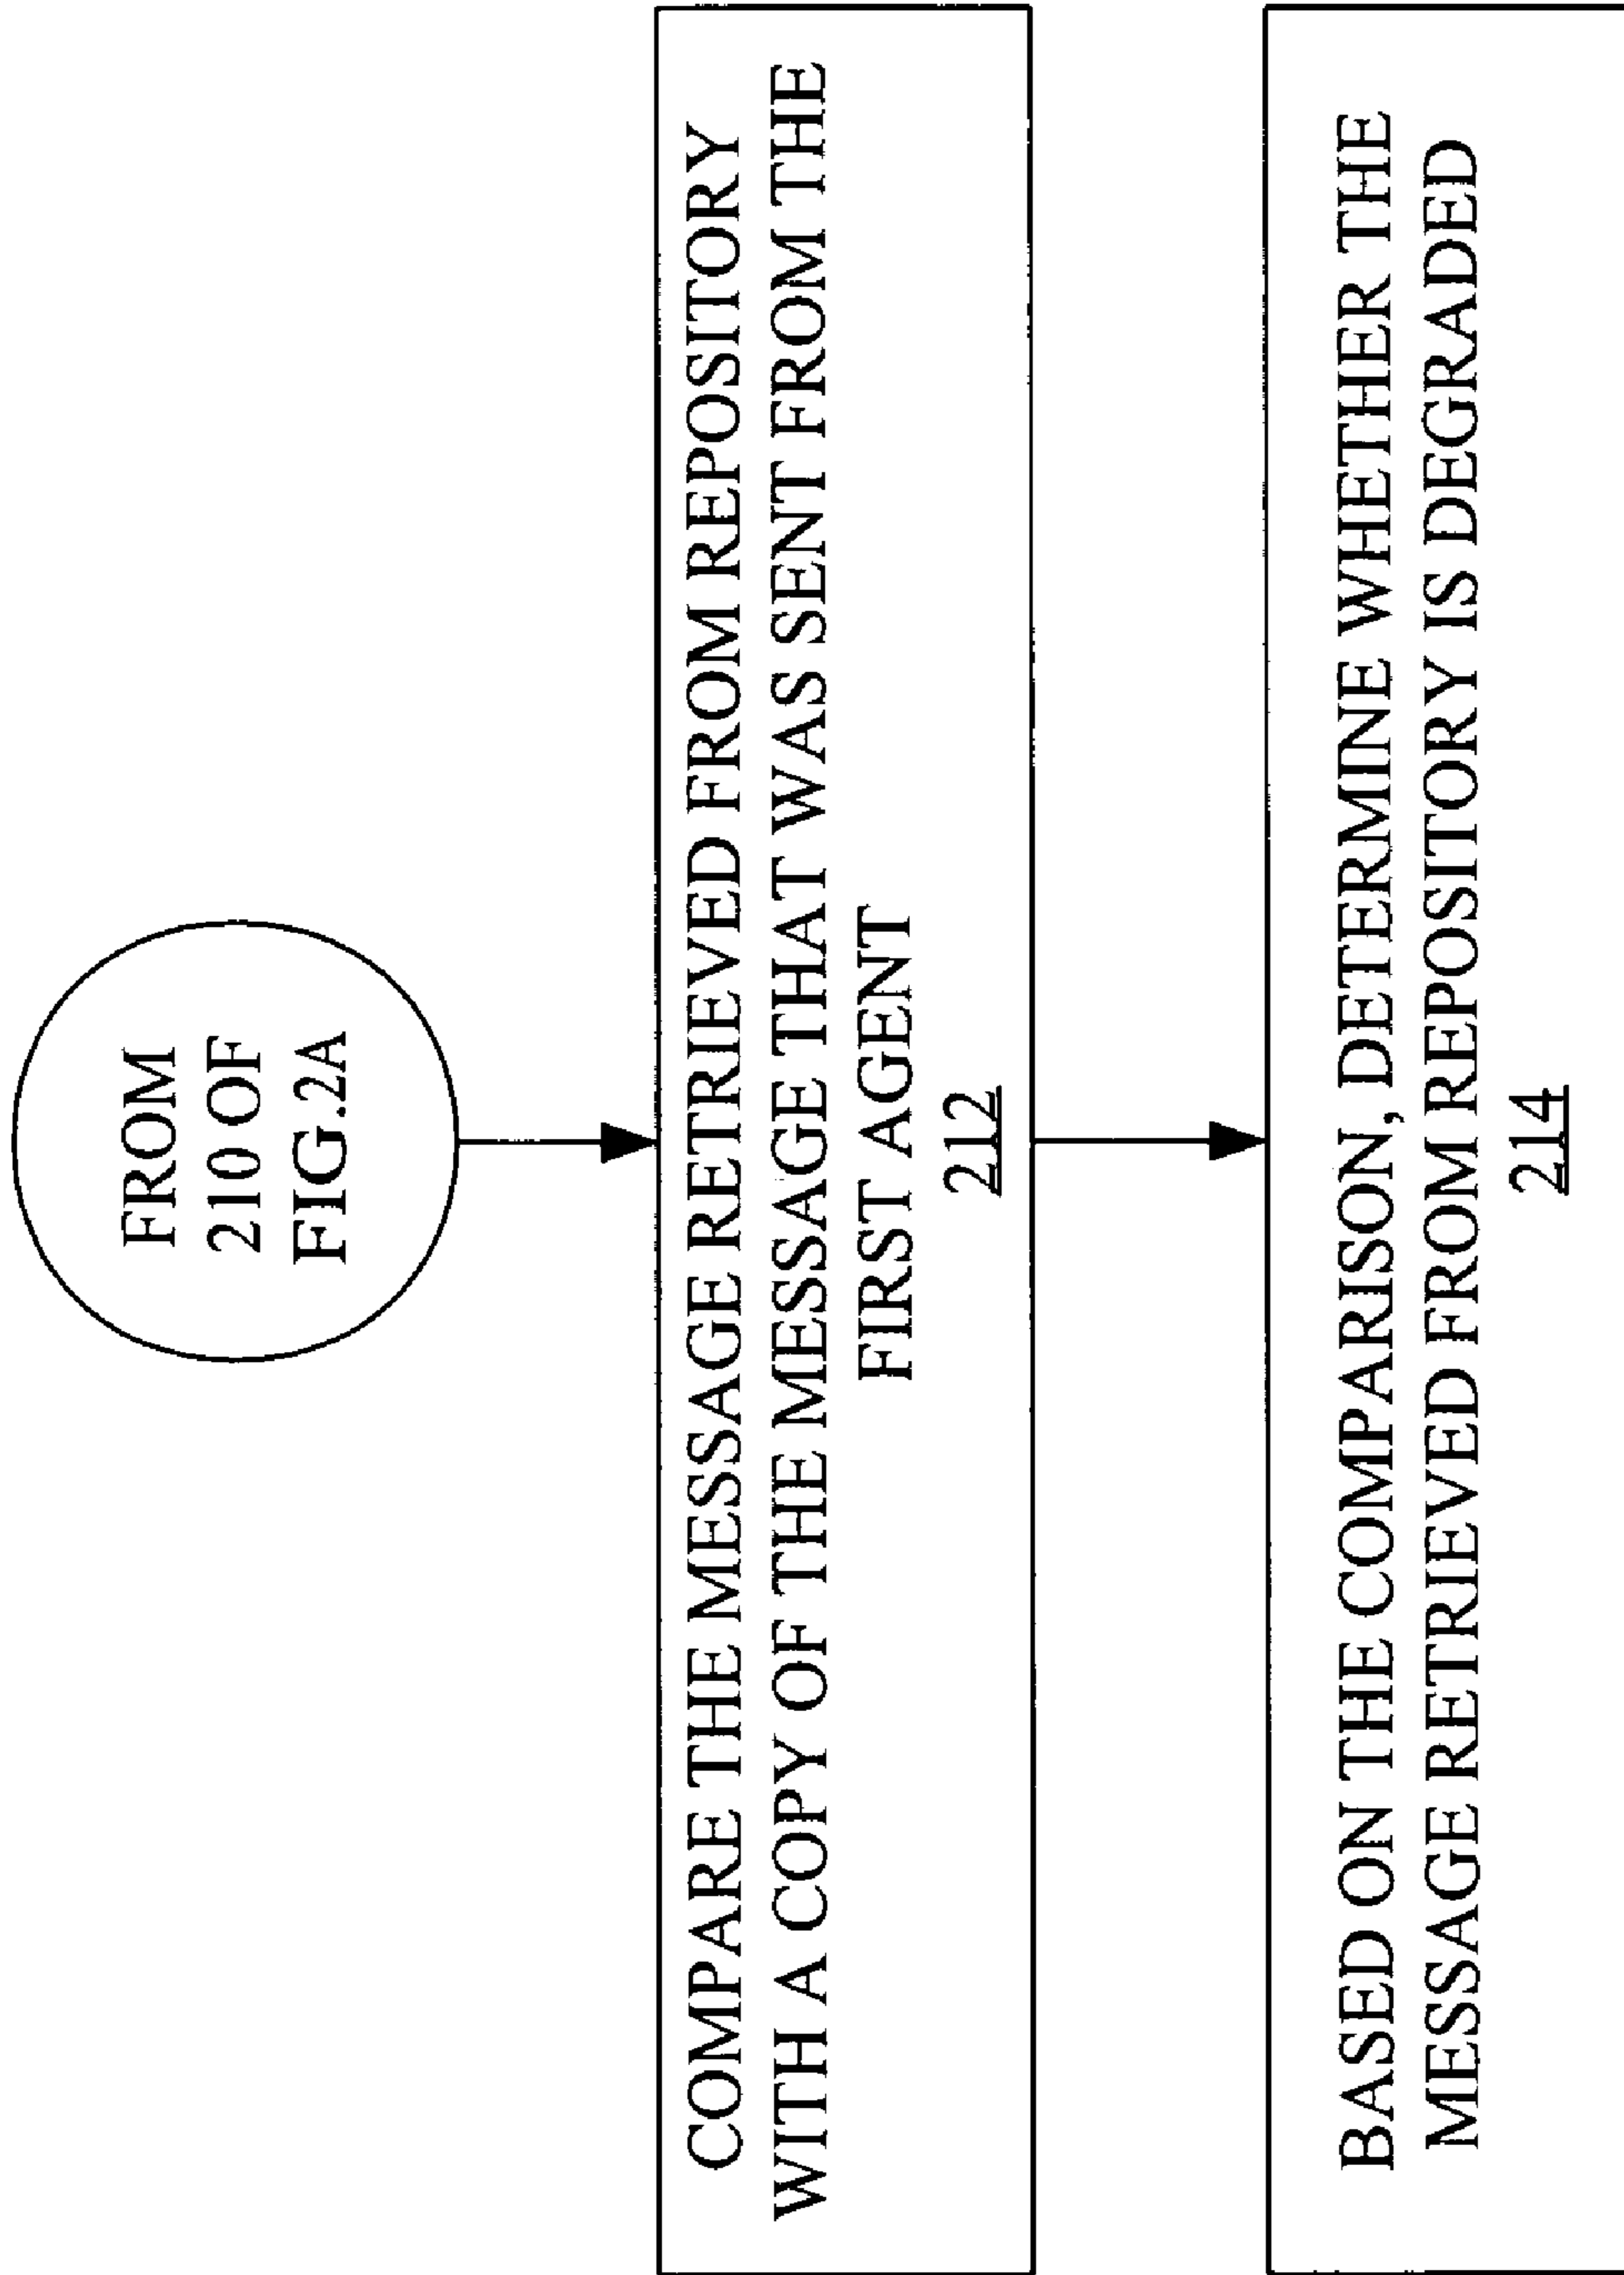 FROM
210 OF
FIG.2A
COMPARE THE MESSAGE RETRIEVED FROM REPOSITORY
WITH A COPY OF THE MESSAGE THAT WAS SENT FROM THE
FIRST AGENT
212
BASED ON THE COMPARISON, DETERMINE WHETHER THE
MESSAGE RETRIEVED FROM REPOSITORY IS DEGRADED
214